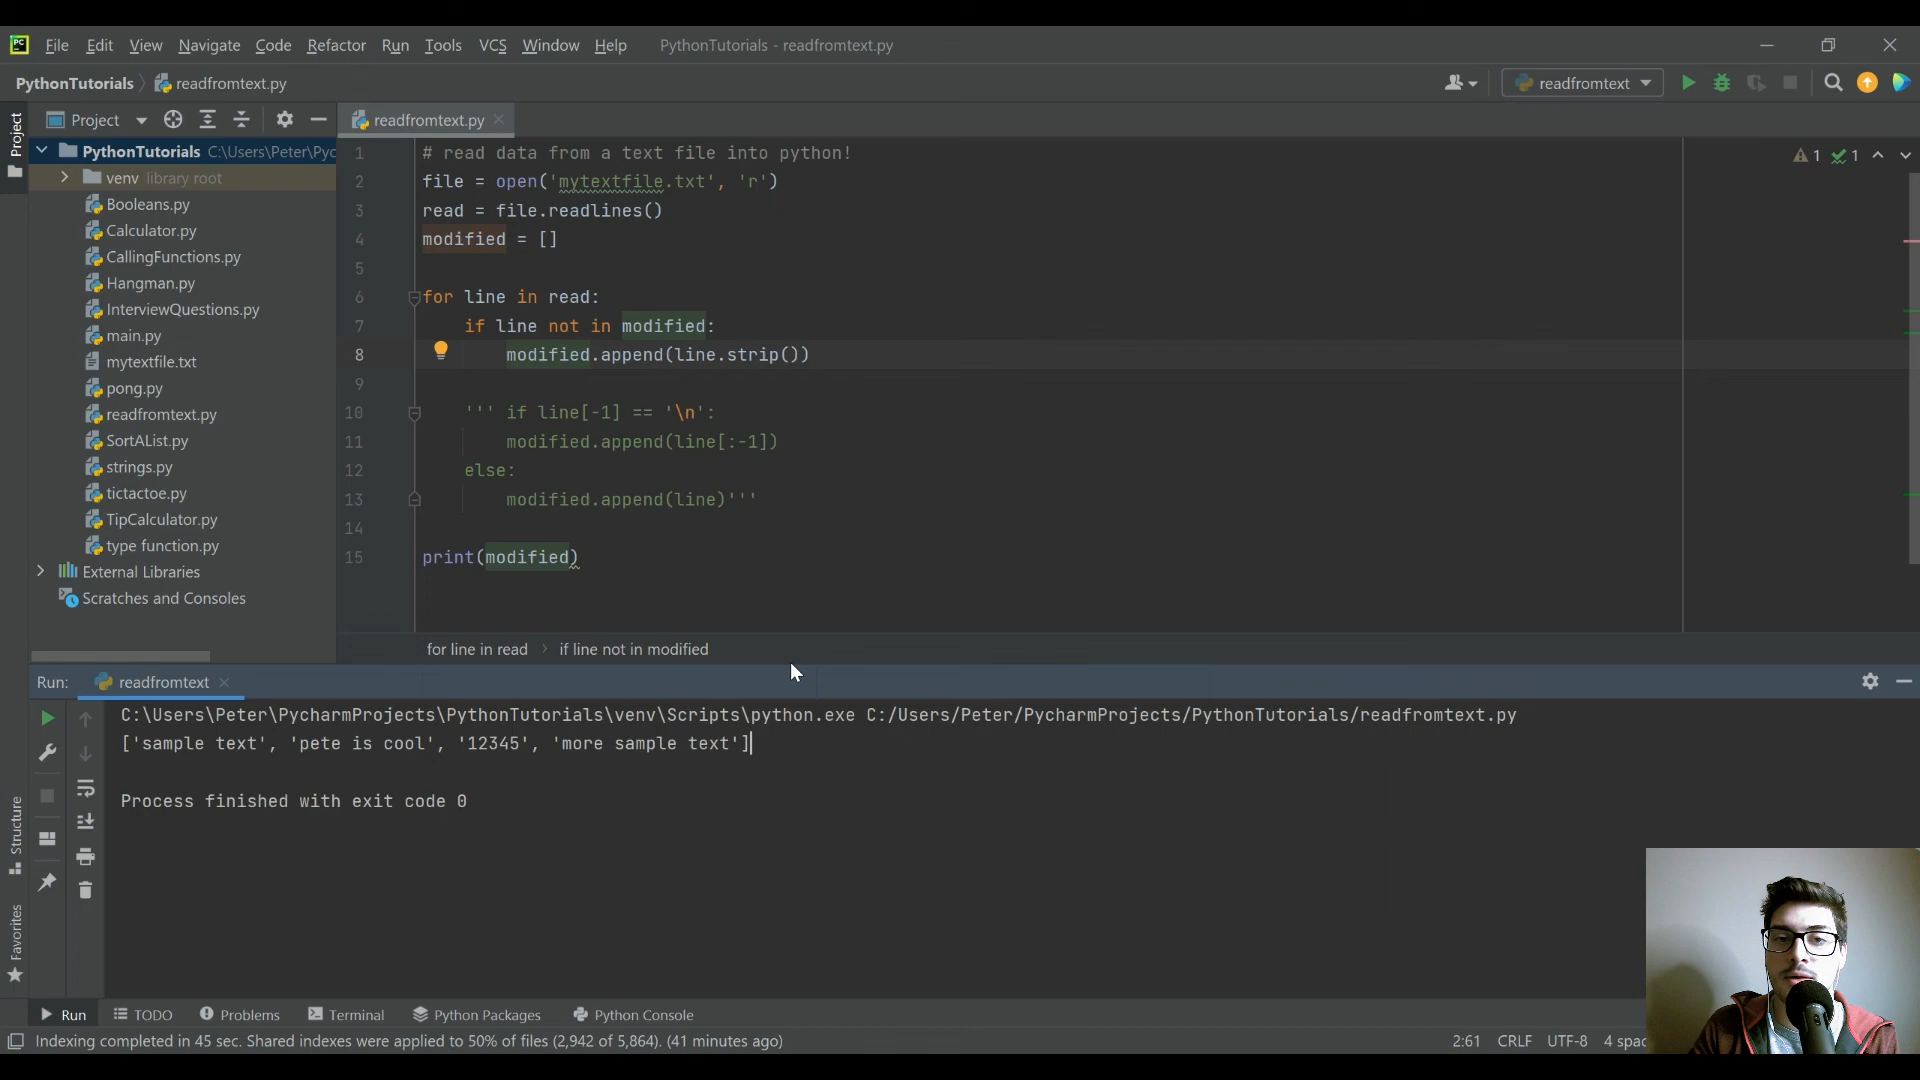 PC File Edit View Navigate Code Refactor Run Tools VCS Window Help PythonTutorials - readfromtext.py
PythonTutorials readfromtext.py readfromtext
Project
Project
readfromtext.py
PythonTutorials C:\Users\Peter\Pyc
venv library root
Booleans.py
Calculator.py
CallingFunctions.py
Hangman.py
InterviewQuestions.py
main.py
mytextfile.txt
pong.py
readfromtext.py
SortAList.py
strings.py
tictactoe.py
TipCalculator.py
type function.py
External Libraries
Scratches and Consoles
1 # read data from a text file into python!
2 file = open('mytextfile.txt', 'r')
3 read = file.readlines()
4 modified = []
5
6 for line in read:
7 if line not in modified:
8 modified.append(line.strip())
9
10 ''' if line[-1] == '\n':
11 modified.append(line[:-1])
12 else:
13 modified.append(line)'''
14
15 print(modified)
1 1
for line in read if line not in modified
Run: readfromtext
C:\Users\Peter\PycharmProjects\PythonTutorials\venv\Scripts\python.exe C:/Users/Peter/PycharmProjects/PythonTutorials/readfromtext.py
['sample text', 'pete is cool', '12345', 'more sample text']
Process finished with exit code 0
Structure
Favorites
Run TODO Problems Terminal Python Packages Python Console
Indexing completed in 45 sec. Shared indexes were applied to 50% of files (2,942 of 5,864). (41 minutes ago) 2:61 CRLF UTF-8 4 spac